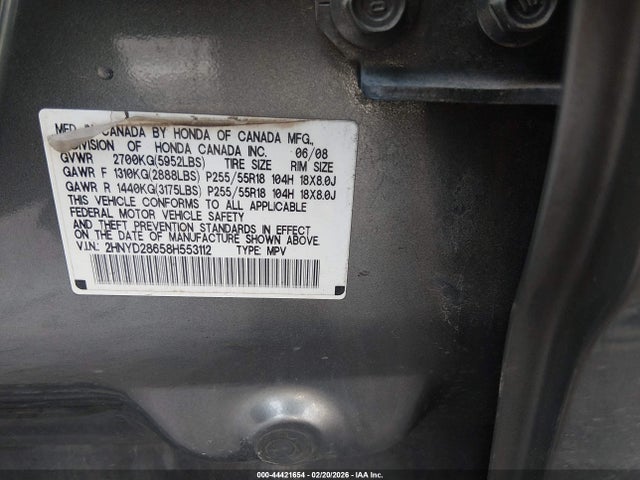 MFD IN CANADA BY HONDA OF CANADA MFG.,
DIVISION OF HONDA CANADA INC. 06/08
GVWR 2700KG(5952LBS) TIRE SIZE RIM SIZE
GAWR F 1310KG(2888LBS) P255/55R18 104H 18X8.0J
GAWR R 1440KG(3175LBS) P255/55R18 104H 18X8.0J
THIS VEHICLE CONFORMS TO ALL APPLICABLE
FEDERAL MOTOR VEHICLE SAFETY
AND THEFT PREVENTION STANDARDS IN EFFECT
ON THE DATE OF MANUFACTURE SHOWN ABOVE.
V.I.N.: 2HNYD28658H553112 TYPE: MPV
000-44421654 | 02/20/2026 - IAA Inc.